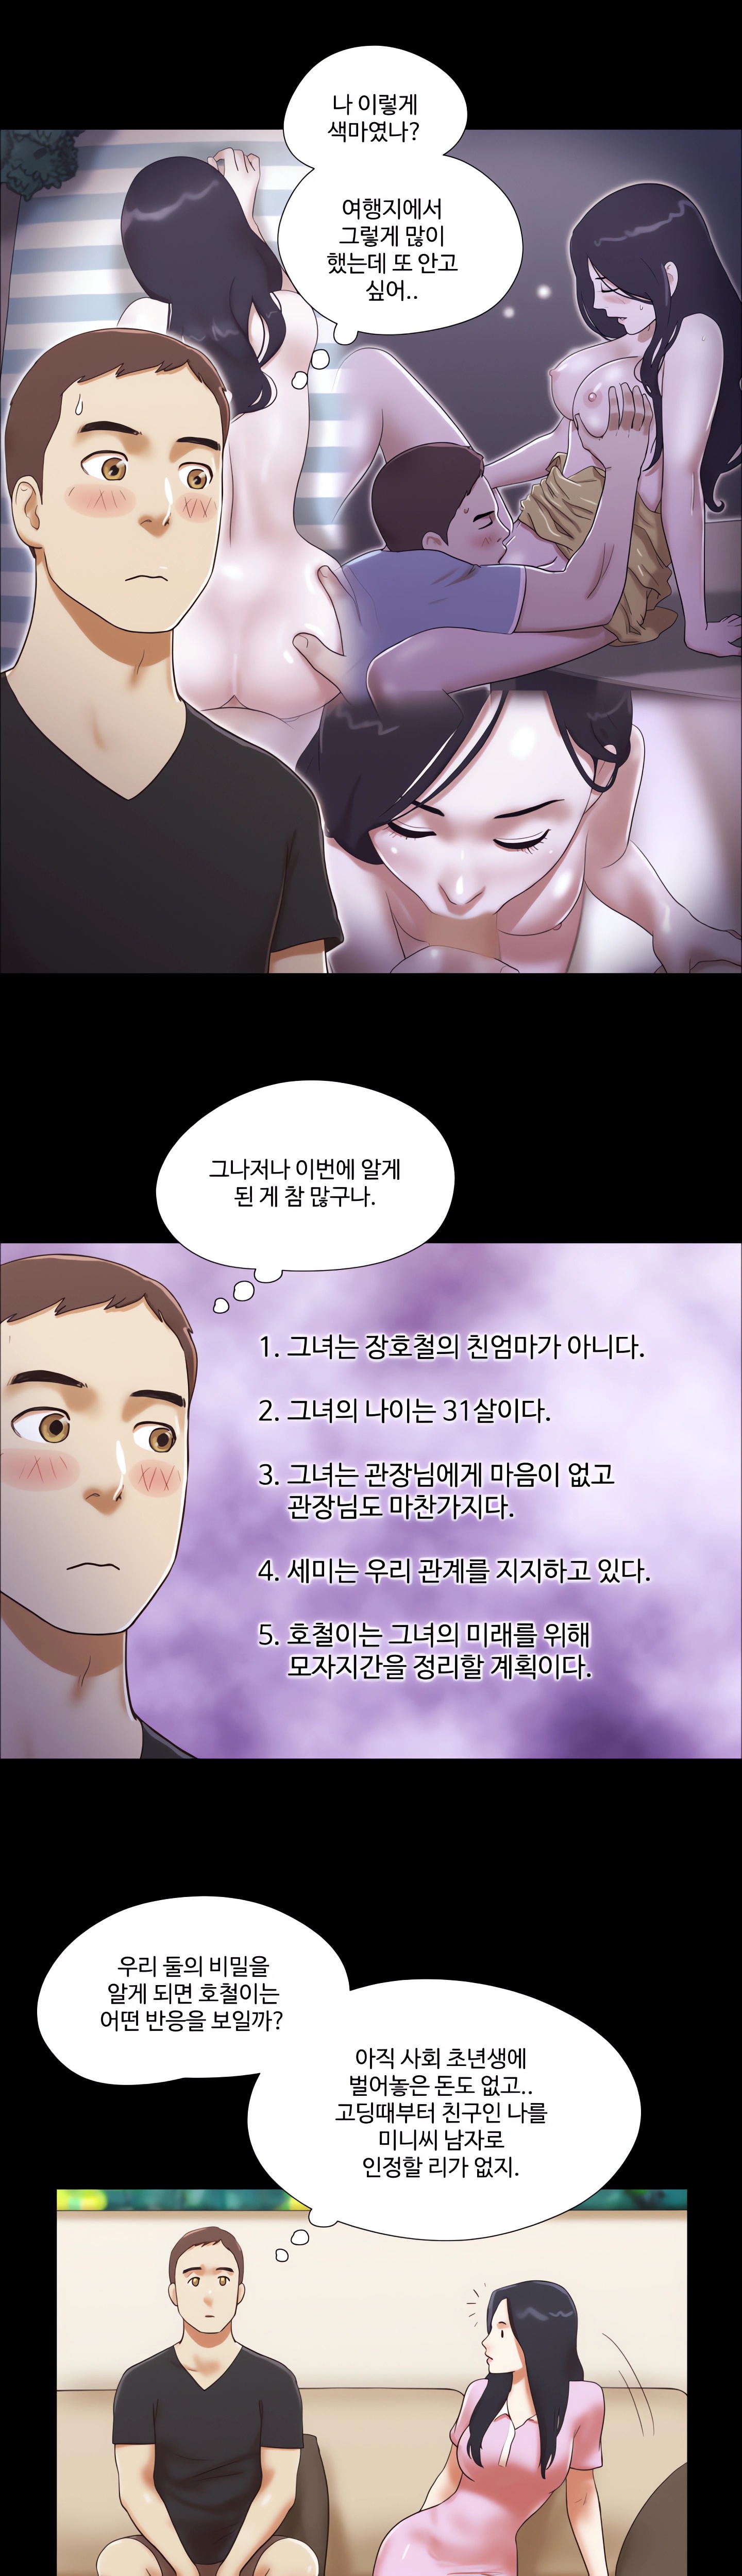 나 이렇게
색마였나?
여행지에서
그렇게 많이
했는데 또 안고
싶어..
그나저나 이번에 알게
된 게 참 많구나.
1. 그녀는 장호철의 친엄마가 아니다.
2. 그녀의 나이는 31살이다.
3. 그녀는 관장님에게 마음이 없고
관장님도 마찬가지다.
4. 세미는 우리 관계를 지지하고 있다.
5. 호철이는 그녀의 미래를 위해
모자지간을 정리할 계획이다.
우리 둘의 비밀을
알게 되면 호철이는
어떤 반응을 보일까?
아직 사회 초년생에
벌어놓은 돈도 없고..
고딩때부터 친구인 나를
미니씨 남자로
인정할 리가 없지.